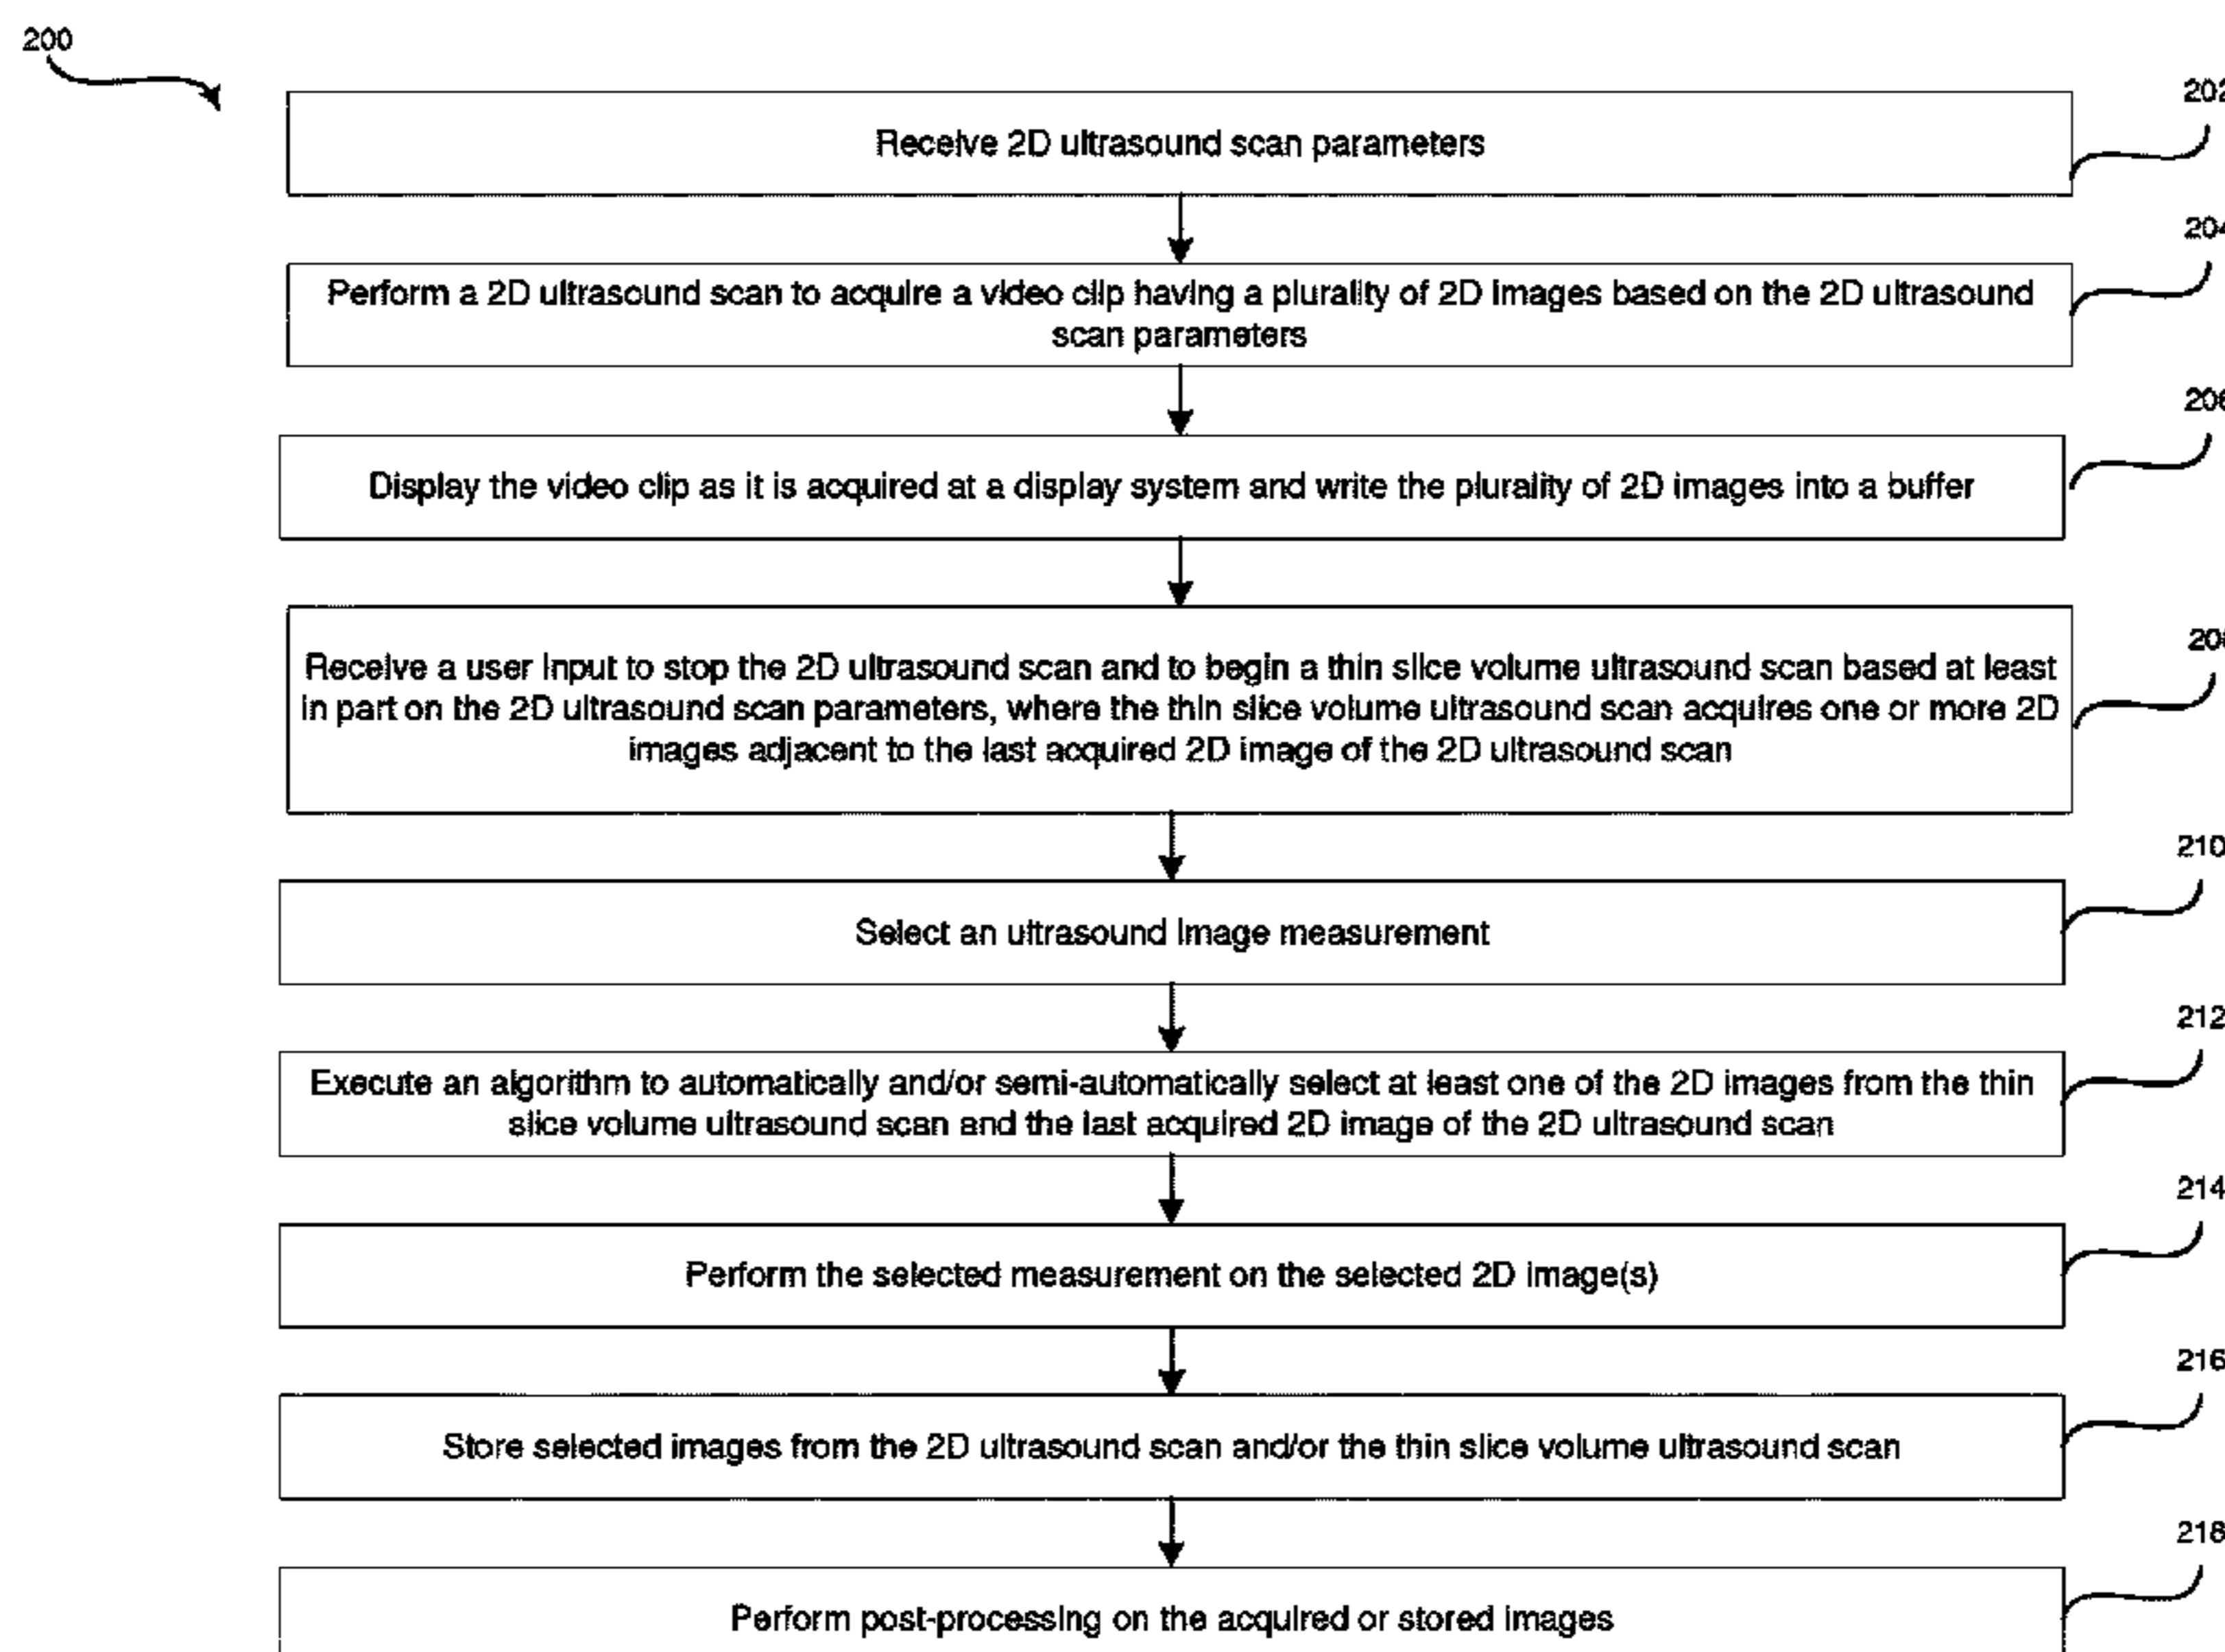 200
202
Receive 2D ultrasound scan parameters
204
Perform a 2D ultrasound scan to acquire a video clip having a plurality of 2D images based on the 2D ultrasound
scan parameters
206
Display the video clip as it is acquired at a display system and write the plurality of 2D images into a buffer
208
Receive a user input to stop the 2D ultrasound scan and to begin a thin slice volume ultrasound scan based at least
in part on the 2D ultrasound scan parameters, where the thin slice volume ultrasound scan acquires one or more 2D
images adjacent to the last acquired 2D image of the 2D ultrasound scan
210
Select an ultrasound image measurement
212
Execute an algorithm to automatically and/or semi-automatically select at least one of the 2D images from the thin
slice volume ultrasound scan and the last acquired 2D image of the 2D ultrasound scan
214
Perform the selected measurement on the selected 2D image(s)
216
Store selected images from the 2D ultrasound scan and/or the thin slice volume ultrasound scan
218
Perform post-processing on the acquired or stored images